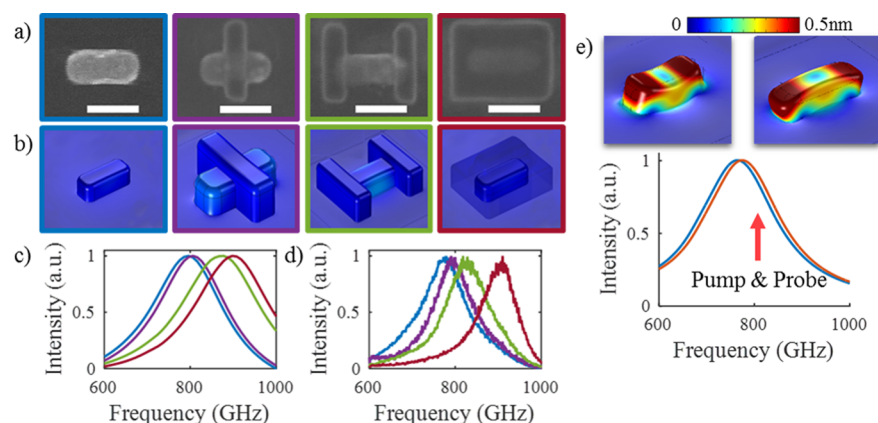 a)
b)
c)
1
0.5
0
600
800
1000
Intensity (a.u.)
Frequency (GHz)
d)
1
0.5
0
600
800
1000
Intensity (a.u.)
Frequency (GHz)
e)
0
0.5nm
1
0.5
0
600
800
1000
Intensity (a.u.)
Pump & Probe
Frequency (GHz)